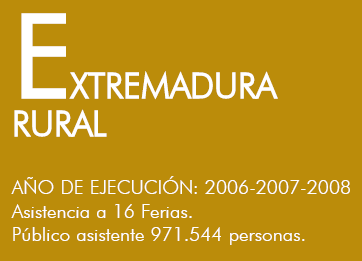 EXTREMADURA
RURAL
AÑO DE EJECUCIÓN: 2006-2007-2008
Asistencia a 16 Ferias.
Público asistente 971.544 personas.